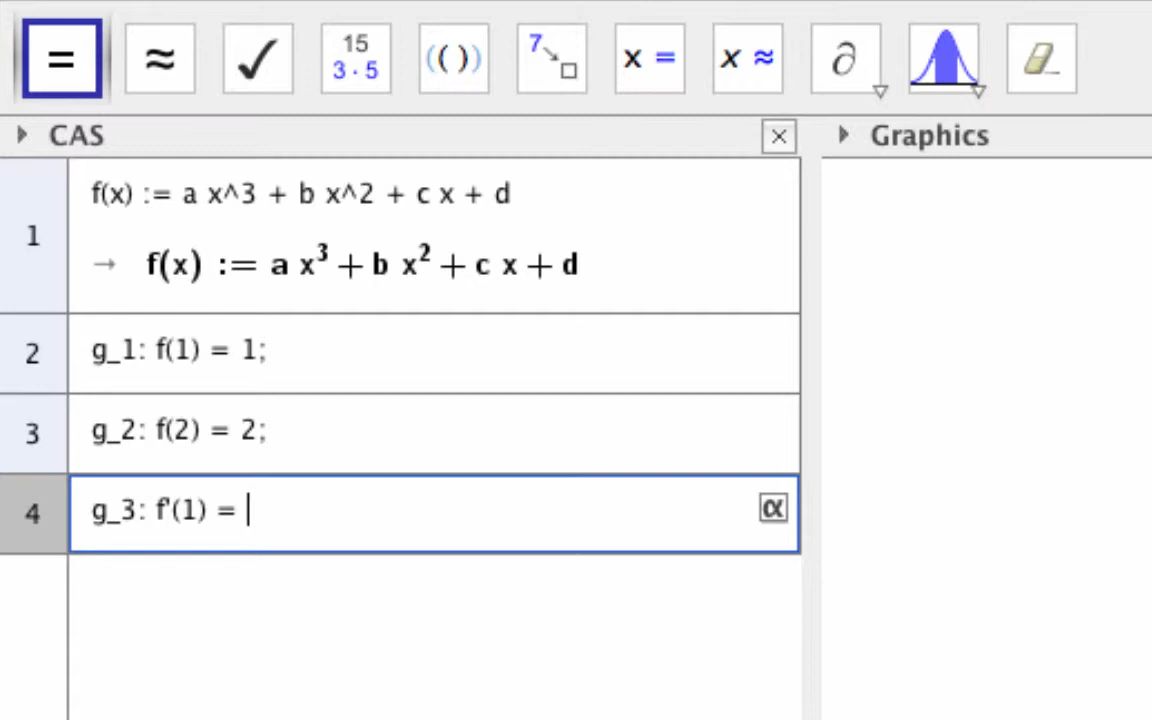 = ≈ ✓ 15 3·5 (( )) 7 x = x ≈ ∂
CAS
Graphics
1
f(x) := a x^3 + b x^2 + c x + d
→ f(x) := a x³ + b x² + c x + d
2 g_1: f(1) = 1;
3 g_2: f(2) = 2;
4 g_3: f'(1) = α